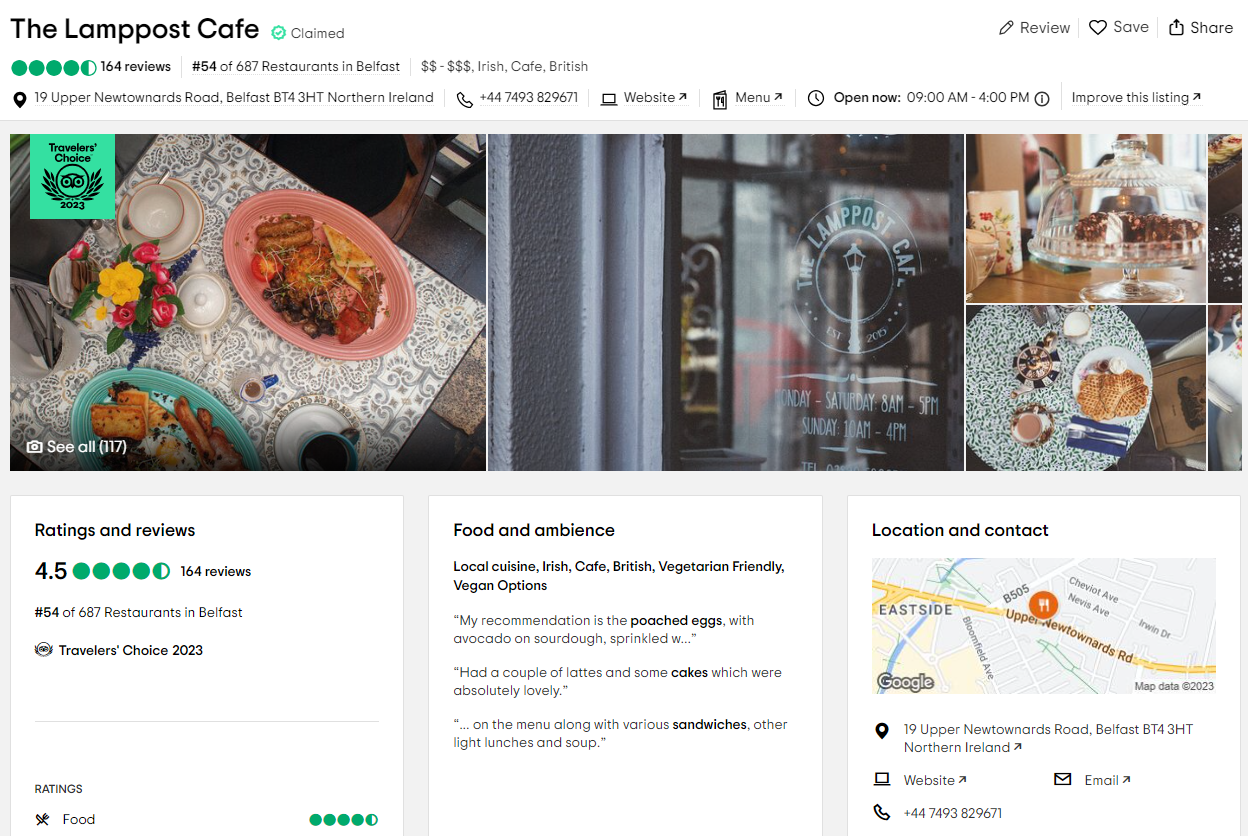 The Lamppost Cafe Claimed
Review Save Share
164 reviews #54 of 687 Restaurants in Belfast $$ - $$$, Irish, Cafe, British
19 Upper Newtownards Road, Belfast BT4 3HT Northern Ireland +44 7493 829671 Website Menu Open now: 09:00 AM - 4:00 PM Improve this listing
Travelers'
Choice
2023
See all (117)
THE LAMPPOST CAFE
EST 2015
MONDAY - SATURDAY: 8AM - 5PM
SUNDAY: 10AM - 4PM
TEL
Ratings and reviews
4.5 164 reviews
#54 of 687 Restaurants in Belfast
Travelers' Choice 2023
RATINGS
Food
Food and ambience
Local cuisine, Irish, Cafe, British, Vegetarian Friendly,
Vegan Options
“My recommendation is the poached eggs, with
avocado on sourdough, sprinkled w...”
“Had a couple of lattes and some cakes which were
absolutely lovely.”
“... on the menu along with various sandwiches, other
light lunches and soup.”
Location and contact
EASTSIDE
B505
Cheviot Ave
Nevis Ave
Irwin Dr
Upper Newtownards Rd
Bloomfield Ave
Google
Map data ©2023
19 Upper Newtownards Road, Belfast BT4 3HT
Northern Ireland
Website Email
+44 7493 829671